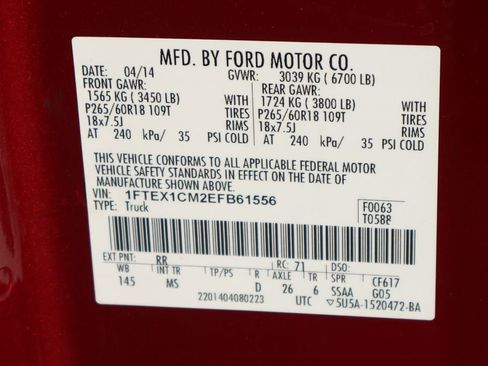 MFD. BY FORD MOTOR CO.
DATE: 04/14 GVWR: 3039 KG ( 6700 LB)
FRONT GAWR: REAR GAWR:
1565 KG ( 3450 LB) WITH 1724 KG ( 3800 LB) WITH
P265/60R18 109T TIRES P265/60R18 109T TIRES
18x7.5J RIMS 18x7.5J RIMS
AT 240 kPa/ 35 PSI COLD AT 240 kPa/ 35 PSI COLD
THIS VEHICLE CONFORMS TO ALL APPLICABLE FEDERAL MOTOR
VEHICLE SAFETY STANDARDS IN EFFECT ON THE DATE OF
MANUFACTURE SHOWN ABOVE.
VIN: 1FTEX1CM2EFB61556 F0063
TYPE: Truck T0588
EXT PNT: RR RC: 71 DSO:
WB INT TR TP/PS R AXLE TR SPR CF617
145 MS D 26 6 SSAA G05
2201404080223 UTC ▽5U5A-1520472-BA